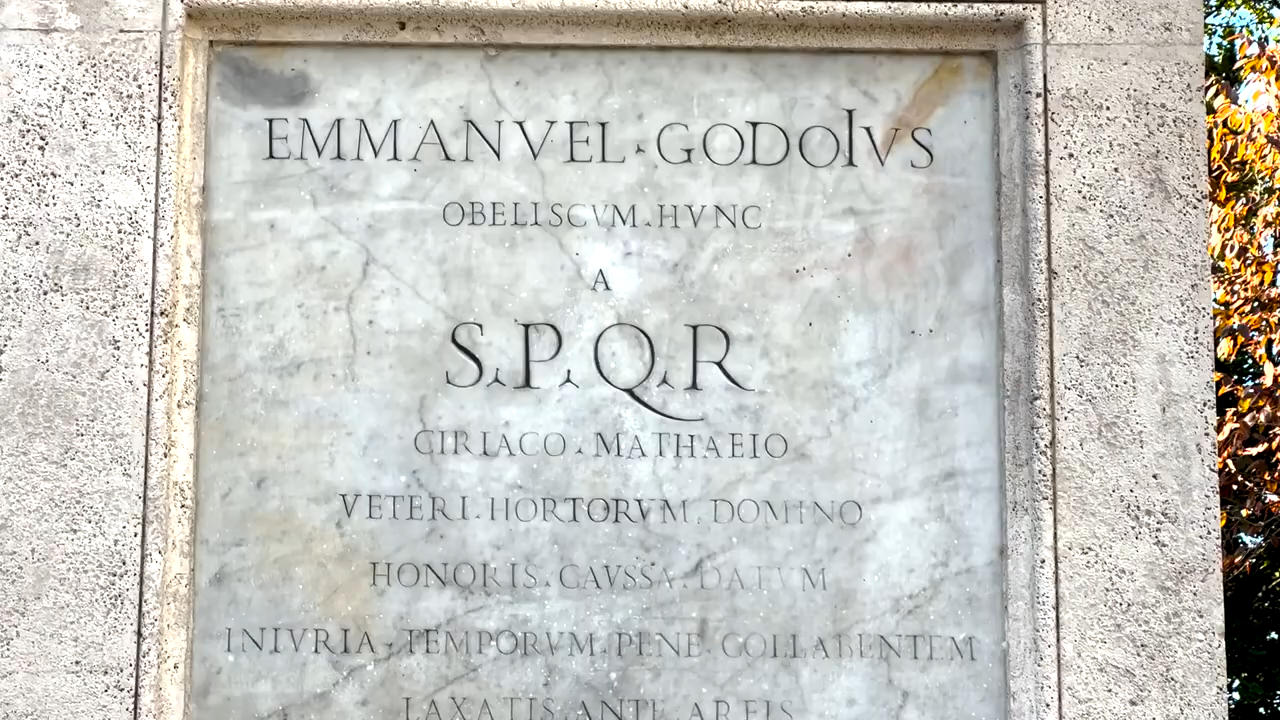 EMMANVEL·GODOIVS
OBELISCVM.HVNC
A
S.P.Q.R
CIRIACO.MATHAEIO
VETERI.HORTORVM.DOMINO
HONORIS.CAVSSA.DATVM
INIVRIA·TEMPORVM.PENE·COLLABENTEM
LAXATIS.ANTE.AREIS